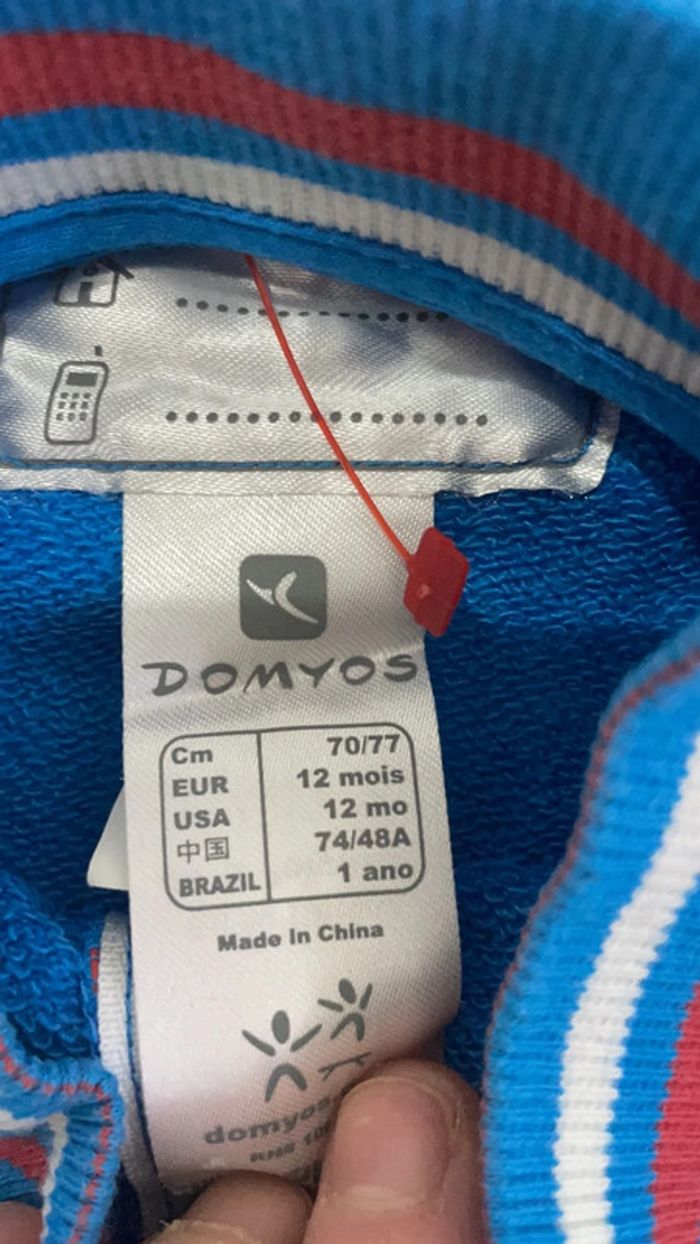 DOMYOS
Cm 70/77
EUR 12 mois
USA 12 mo
中国 74/48A
BRAZIL 1 ano
Made in China
domyos